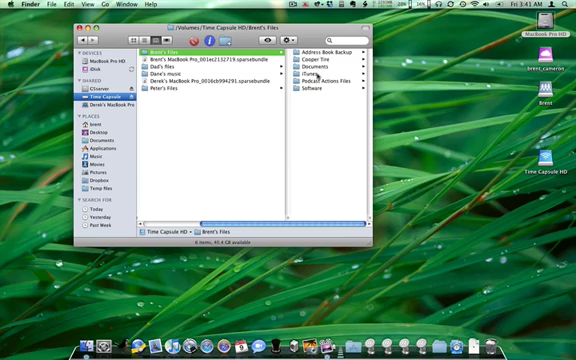 Finder File Edit View Go Window Help
Fri 3:41 AM
/Volumes/Time Capsule HD/Brent's Files
DEVICES
MacBook Pro HD
iDisk
SHARED
GServer
Time Capsule
Derek's MacBook Pro
PLACES
brent
Desktop
Documents
Applications
Music
Movies
Pictures
Dropbox
Temp files
SEARCH FOR
Today
Yesterday
Past Week
Brent's Files
Brent's MacBook Pro_001ec2132719.sparsebundle
Dad's files
Dane's music
Derek's MacBook Pro_0016cb994291.sparsebundle
Peter's Files
Address Book Backup
Cooper Tire
Documents
iTunes
Podcast Actions Files
Software
Time Capsule HD ▸ Brent's Files
6 items, 45.4 GB available
MacBook Pro HD
brent_cameron
Brent
Time Capsule HD